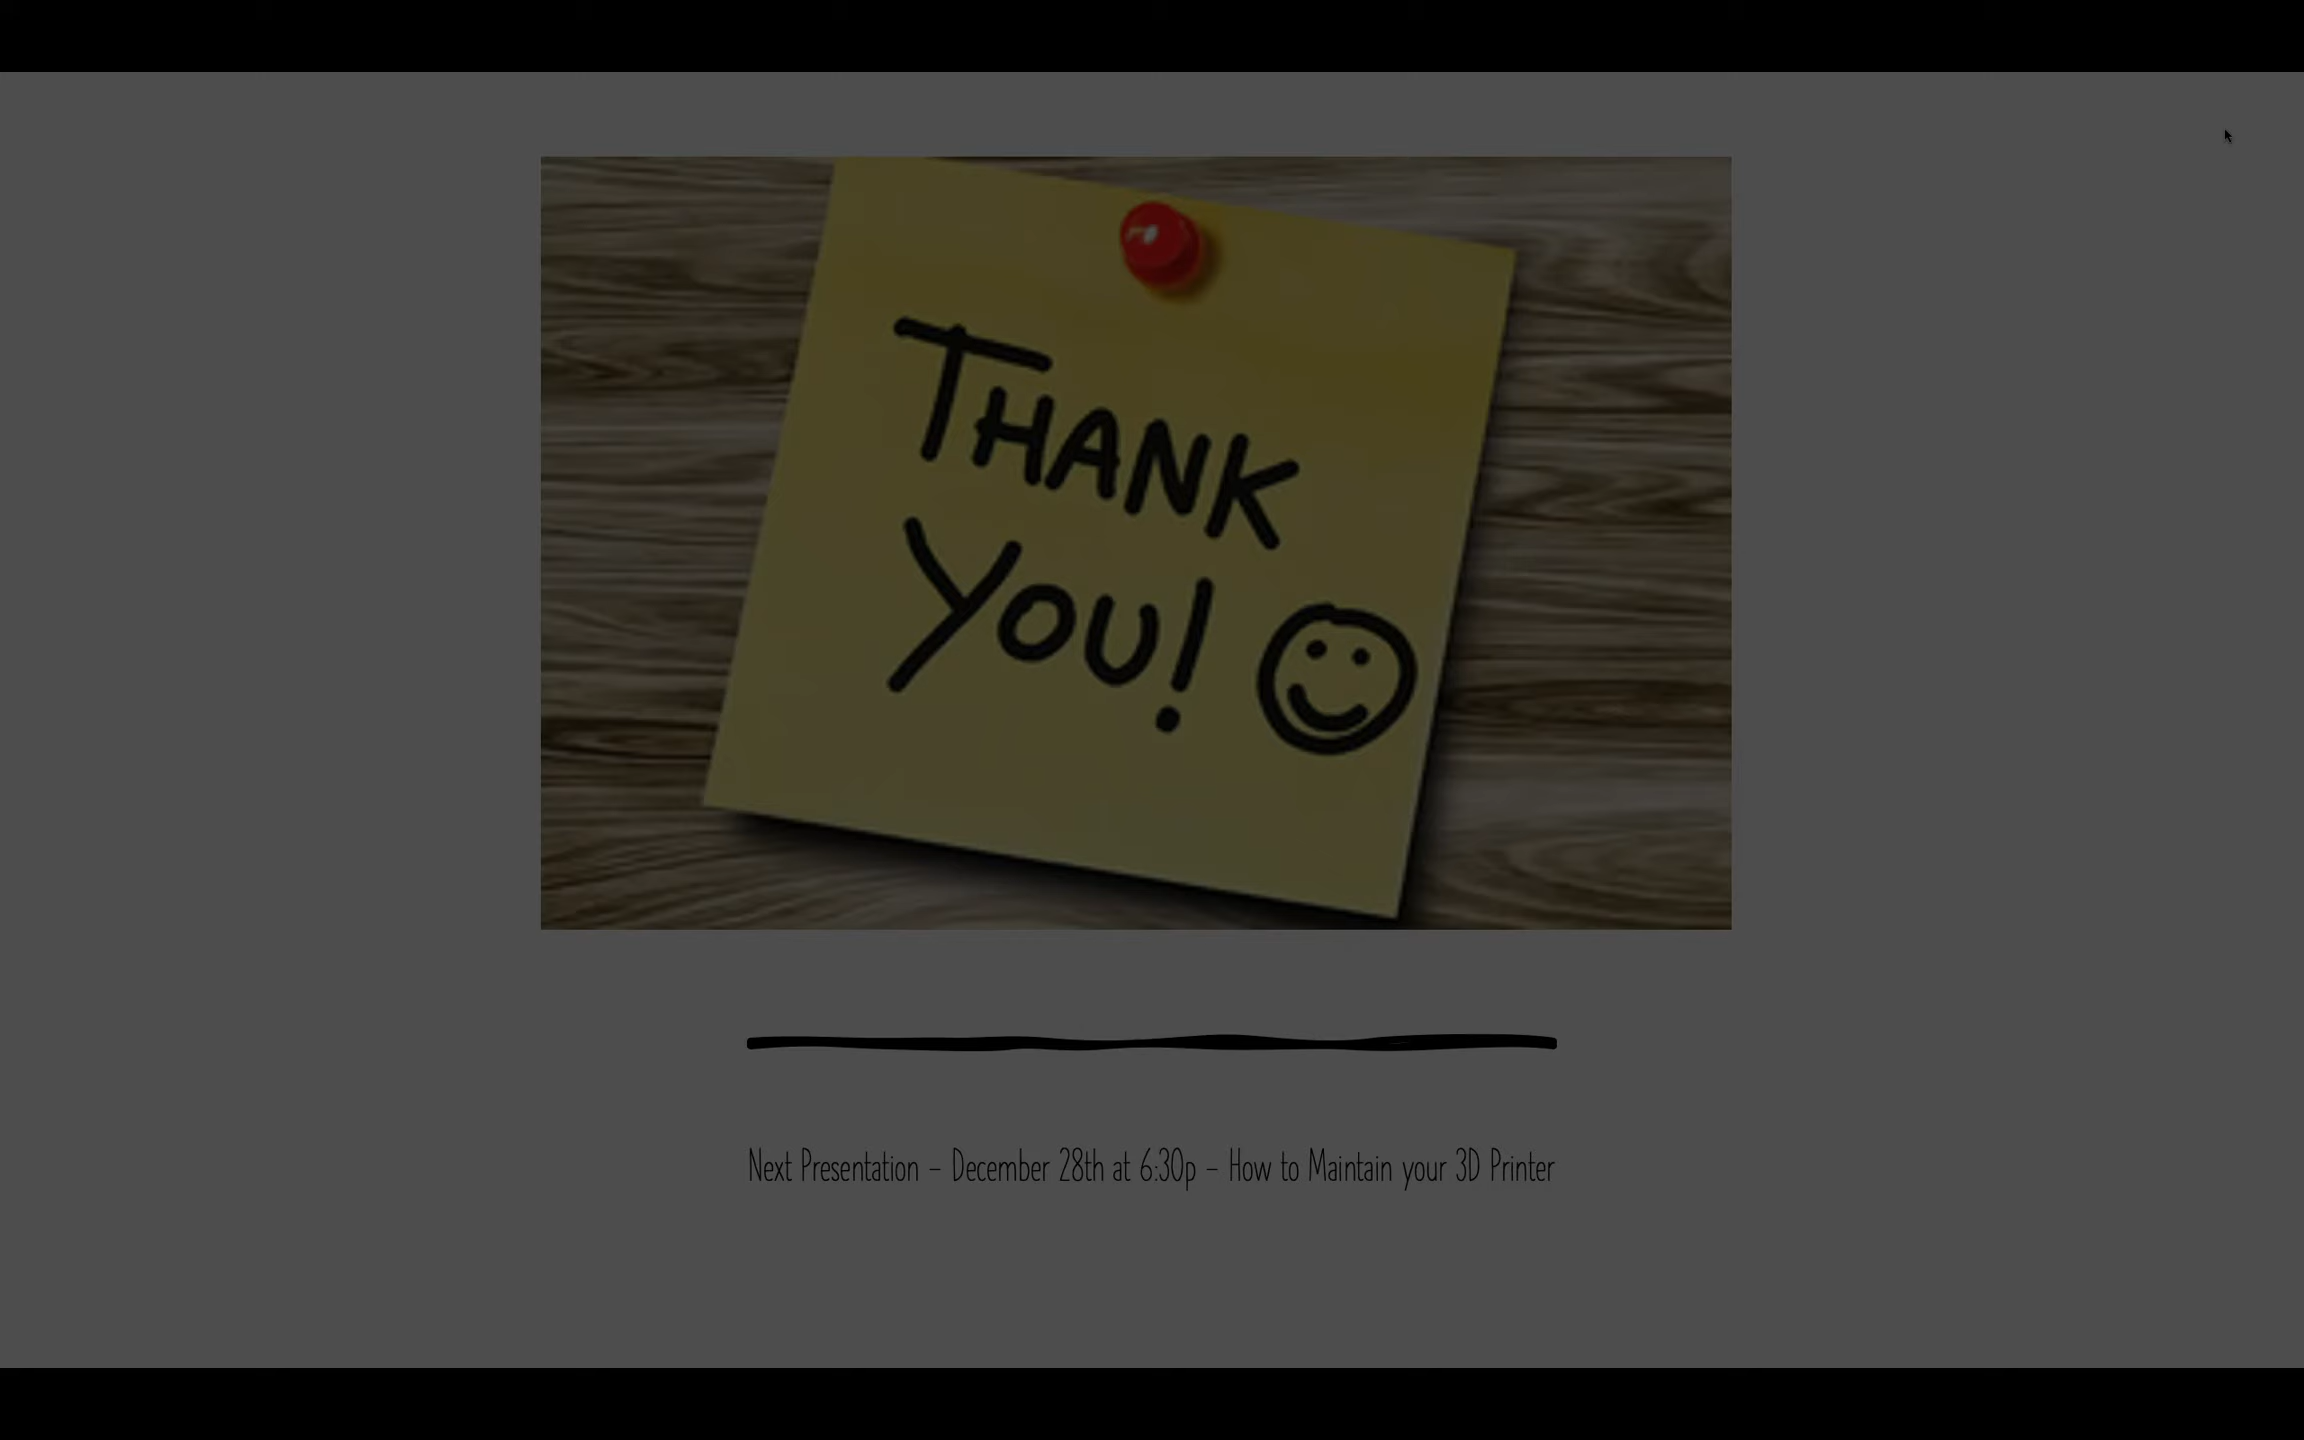 THANK
YOU!
Next Presentation – December 28th at 6:30p – How to Maintain your 3D Printer